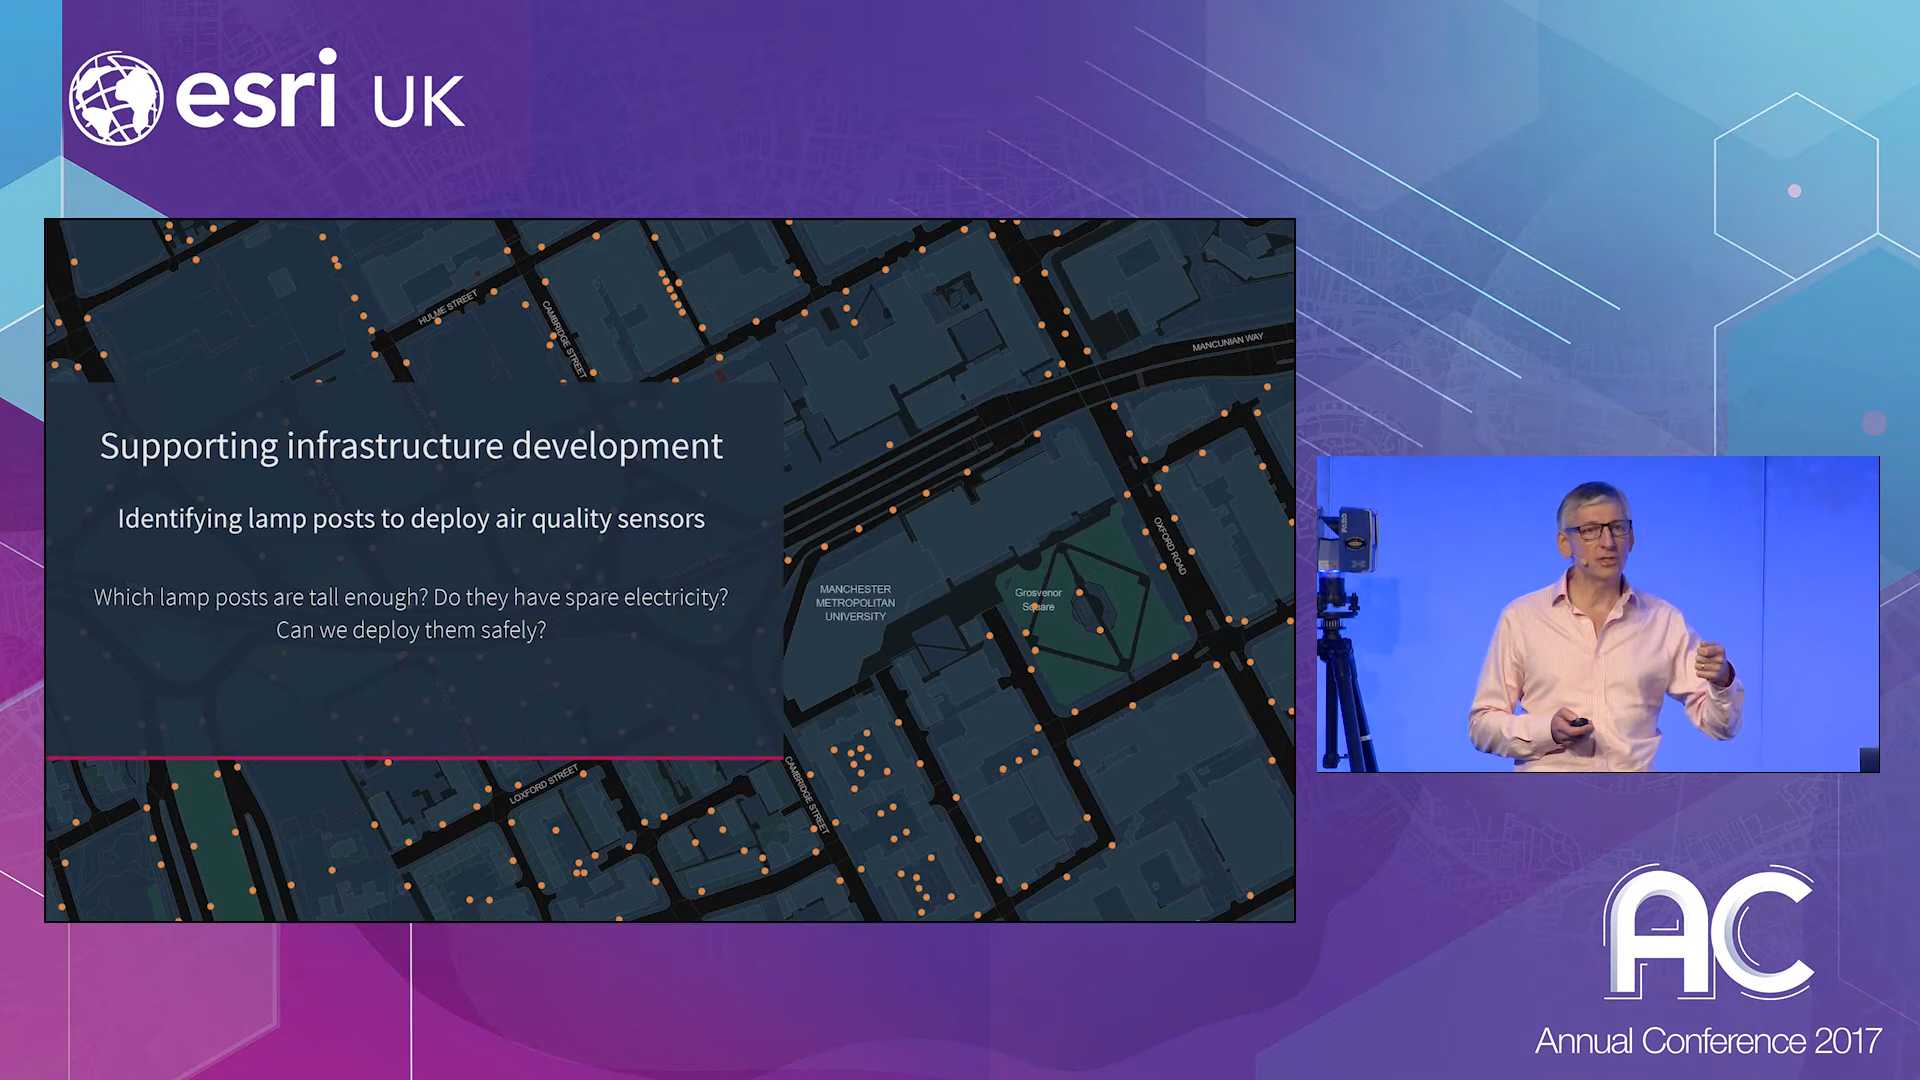 esri UK
HULME STREET
CAMBRIDGE STREET
MANCUNIAN WAY
Supporting infrastructure development
Identifying lamp posts to deploy air quality sensors
Which lamp posts are tall enough? Do they have spare electricity?
Can we deploy them safely?
OXFORD ROAD
MANCHESTER
METROPOLITAN
UNIVERSITY
Grosvenor
Square
LOXFORD STREET
CAMBRIDGE STREET
FARO
AC
Annual Conference 2017